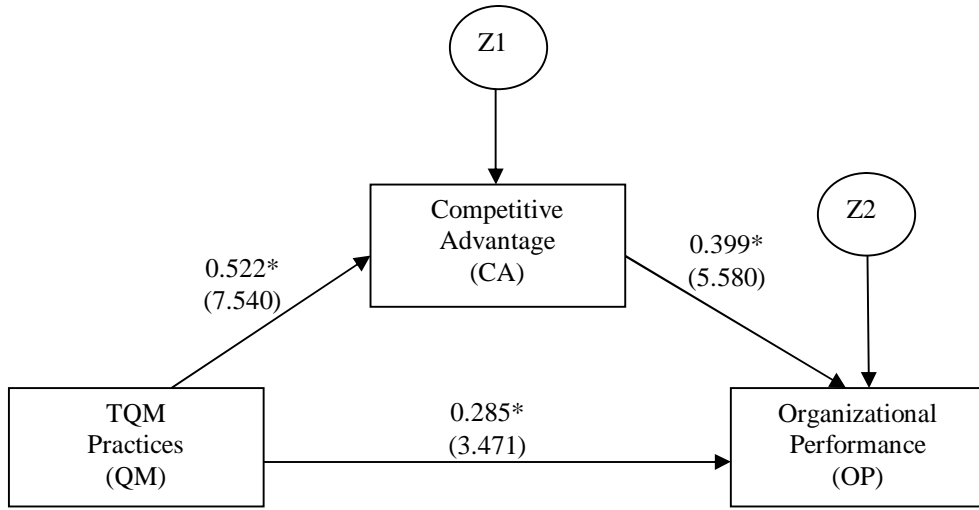 Z1
Competitive
Advantage
(CA)
Z2
0.522*
(7.540)
0.399*
(5.580)
TQM
Practices
(QM)
0.285*
(3.471)
Organizational
Performance
(OP)